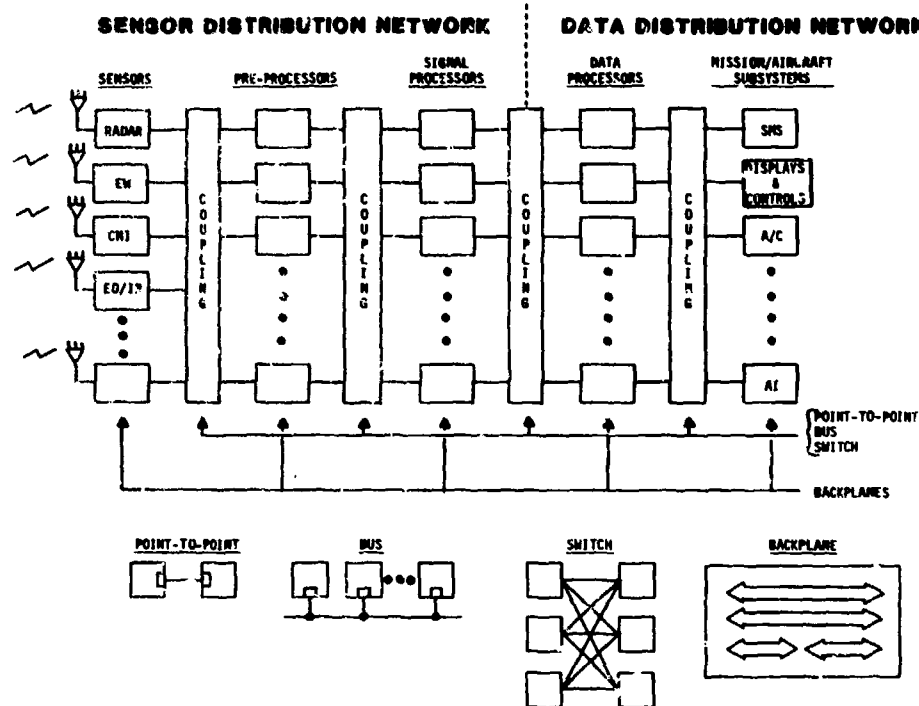 SENSOR DISTRIBUTION NETWORK
DATA DISTRIBUTION NETWORK
SENSORS
PRE-PROCESSORS
SIGNAL
PROCESSORS
DATA
PROCESSORS
MISSION/AIRCRAFT
SUBSYSTEMS
RADAR
EW
CNI
EO/IR
COUPLING
COUPLING
COUPLING
COUPLING
SMS
DISPLAYS
&
CONTROLS
A/C
AI
POINT-TO-POINT
BUS
SWITCH
BACKPLANES
POINT-TO-POINT
BUS
SWITCH
BACKPLANE